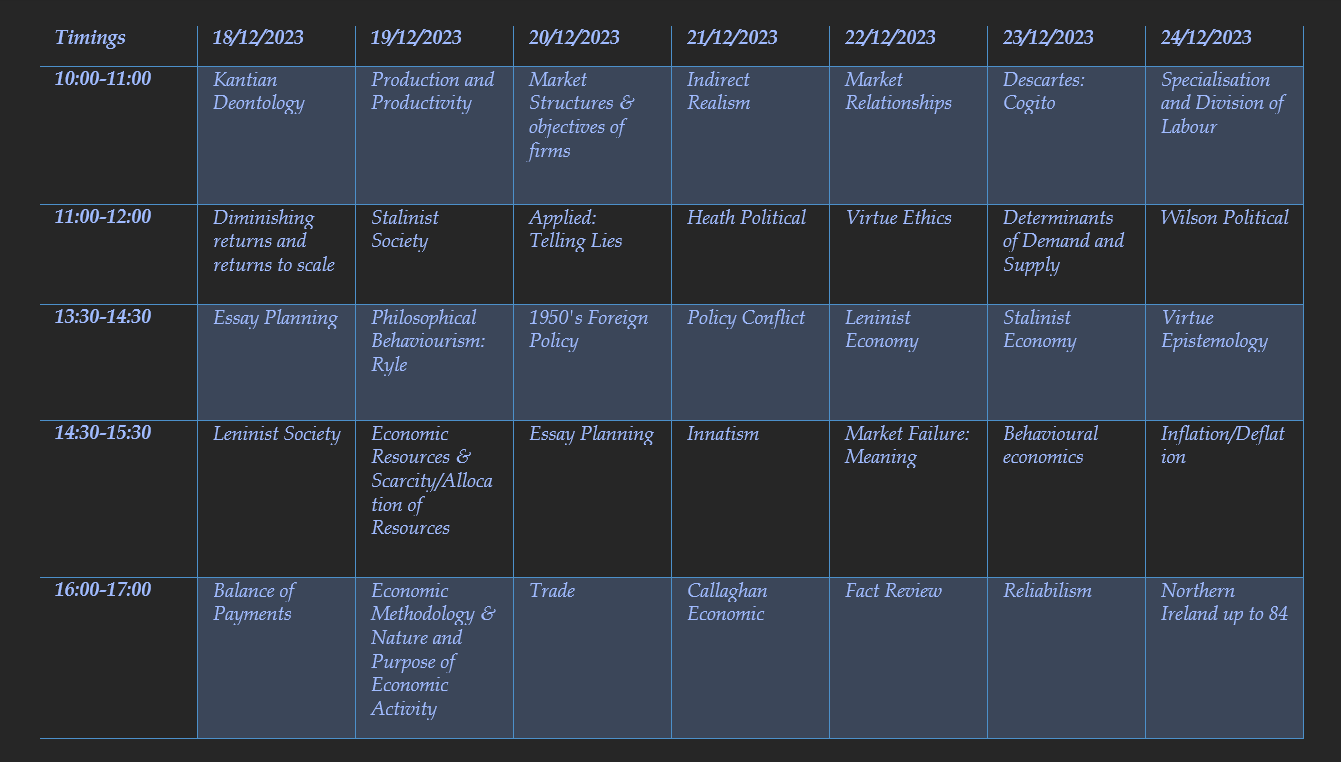 Timings 18/12/2023 19/12/2023 20/12/2023 21/12/2023 22/12/2023 23/12/2023 24/12/2023
10:00-11:00 Kantian Production and Market Indirect Market Descartes: Specialisation
Deontology Productivity Structures & Realism Relationships Cogito and Division of
objectives of Labour
firms
11:00-12:00 Diminishing Stalinist Applied: Heath Political Virtue Ethics Determinants Wilson Political
returns and Society Telling Lies of Demand and
returns to scale Supply
13:30-14:30 Essay Planning Philosophical 1950's Foreign Policy Conflict Leninist Stalinist Virtue
Behaviourism: Policy Economy Economy Epistemology
Ryle
14:30-15:30 Leninist Society Economic Essay Planning Innatism Market Failure: Behavioural Inflation/Deflat
Resources & Meaning economics ion
Scarcity/Alloca
tion of
Resources
16:00-17:00 Balance of Economic Trade Callaghan Fact Review Reliabilism Northern
Payments Methodology & Economic Ireland up to 84
Nature and
Purpose of
Economic
Activity